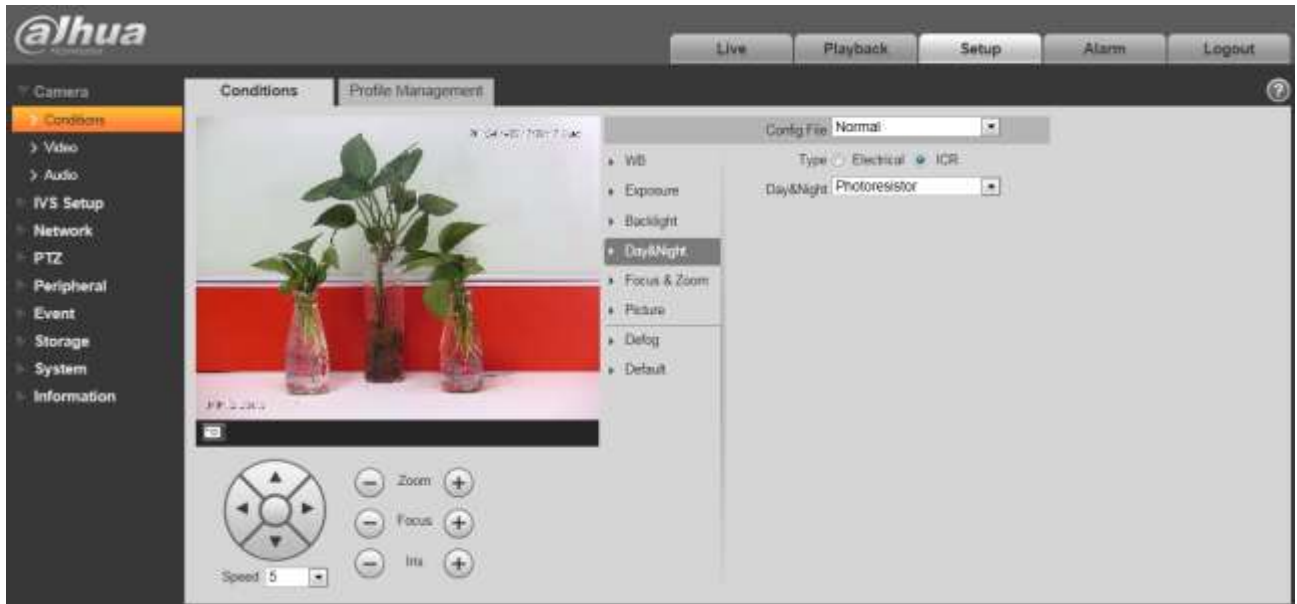 alhua
Live
Playback
Setup
Alarm
Logout
Camera
Conditions
Video
Audio
IVS Setup
Network
PTZ
Peripheral
Event
Storage
System
Information
Conditions
Profile Management
?
Config File Normal
WB
Exposure
Backlight
Day&Night
Focus & Zoom
Picture
Defog
Default
Type Electrical ICR
Day&Night Photoresistor
Zoom
Focus
Iris
Speed 5